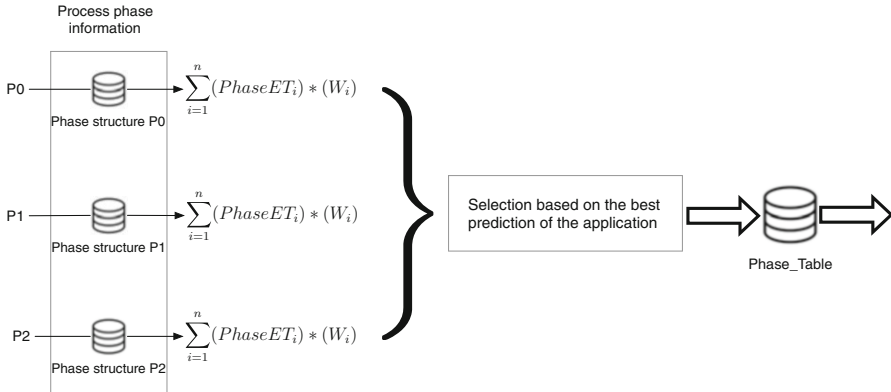 Process phase
information
P0
Phase structure P0
n
∑(PhaseET_i) * (W_i)
i=1
P1
Phase structure P1
n
∑(PhaseET_i) * (W_i)
i=1
P2
Phase structure P2
n
∑(PhaseET_i) * (W_i)
i=1
Selection based on the best
prediction of the application
Phase_Table